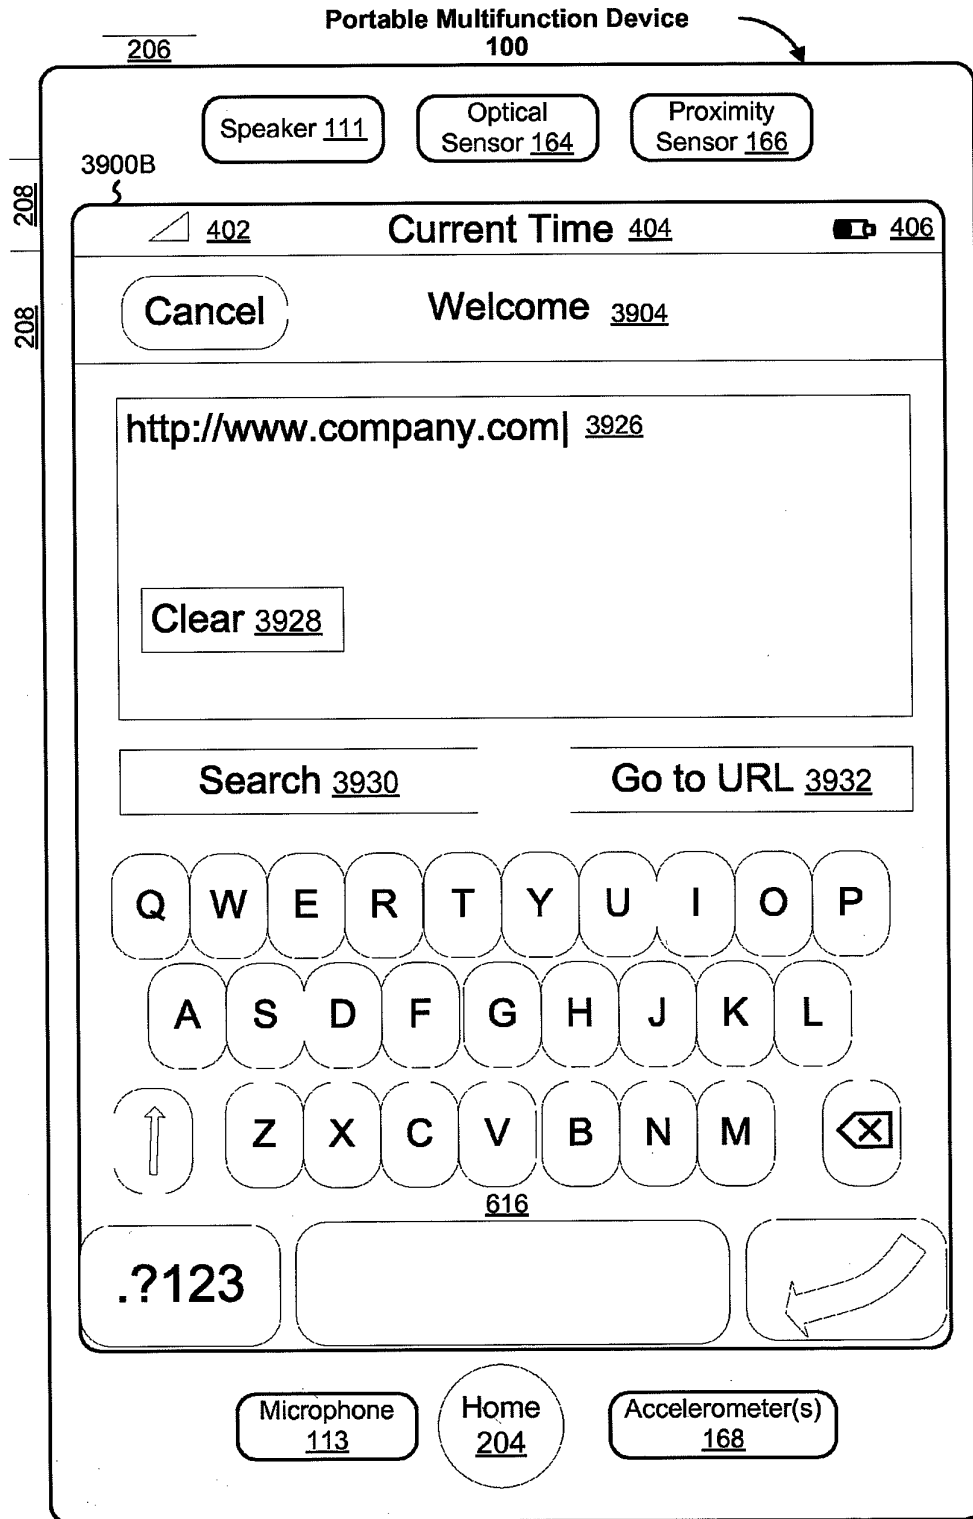 Portable Multifunction Device
100
206
Speaker 111
Optical
Sensor 164
Proximity
Sensor 166
3900B
208
208
402 Current Time 404 406
Cancel Welcome 3904
http://www.company.com| 3926
Clear 3928
Search 3930 Go to URL 3932
Q W E R T Y U I O P
A S D F G H J K L
Z X C V B N M
616
.?123
Microphone
113
Home
204
Accelerometer(s)
168